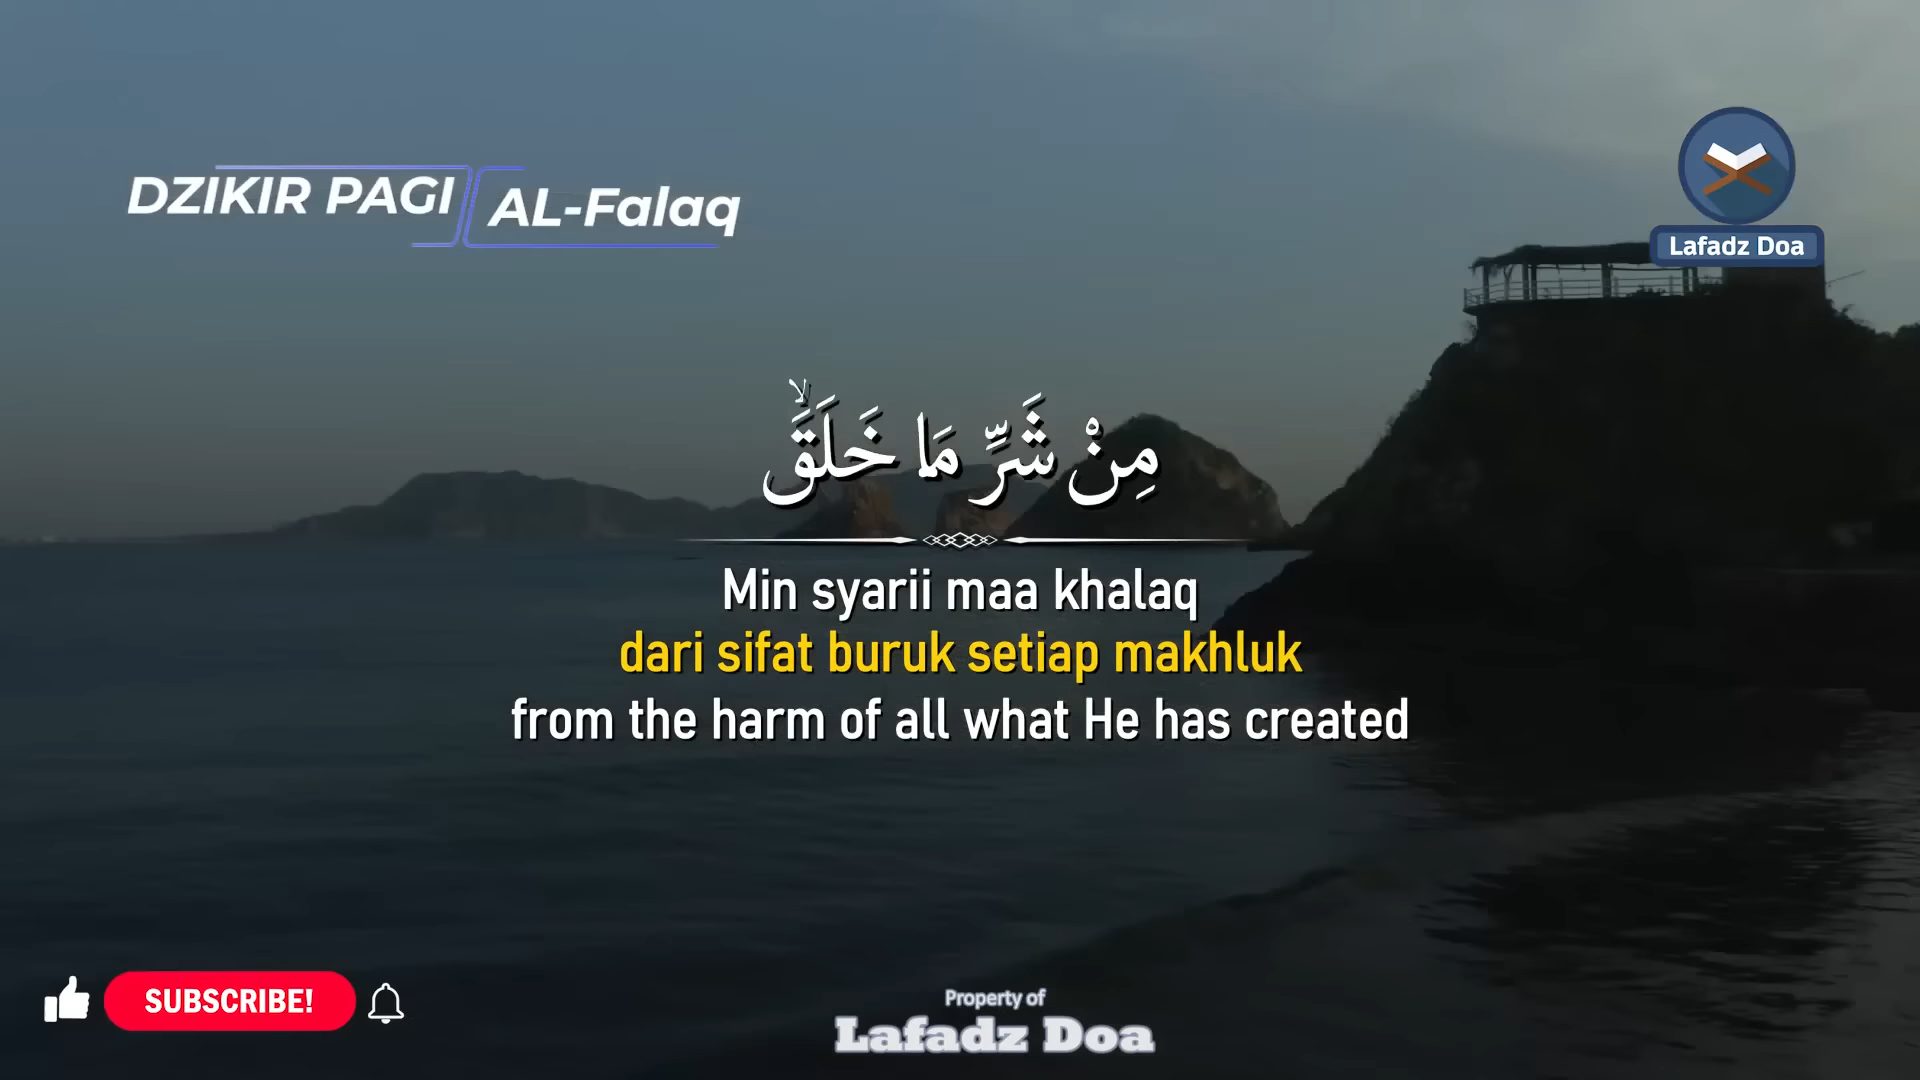 DZIKIR PAGI
AL-Falaq
Lafadz Doa
مِنْ شَرِّ مَا خَلَقَۙ
Min syarii maa khalaq
dari sifat buruk setiap makhluk
from the harm of all what He has created
SUBSCRIBE!
Property of
Lafadz Doa